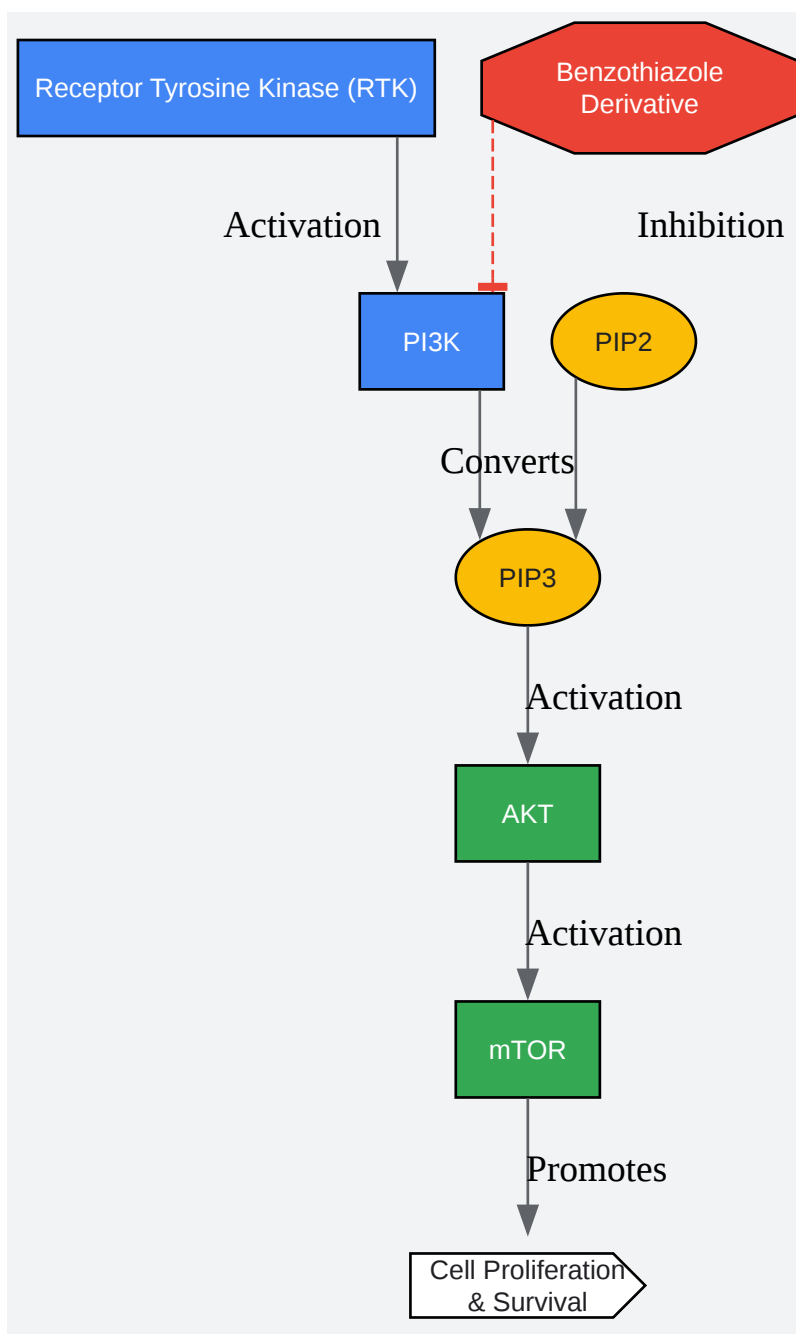 Receptor Tyrosine Kinase (RTK)
Benzothiazole
Derivative
Activation
Inhibition
PI3K
PIP2
Converts
PIP3
Activation
AKT
Activation
mTOR
Promotes
Cell Proliferation
& Survival